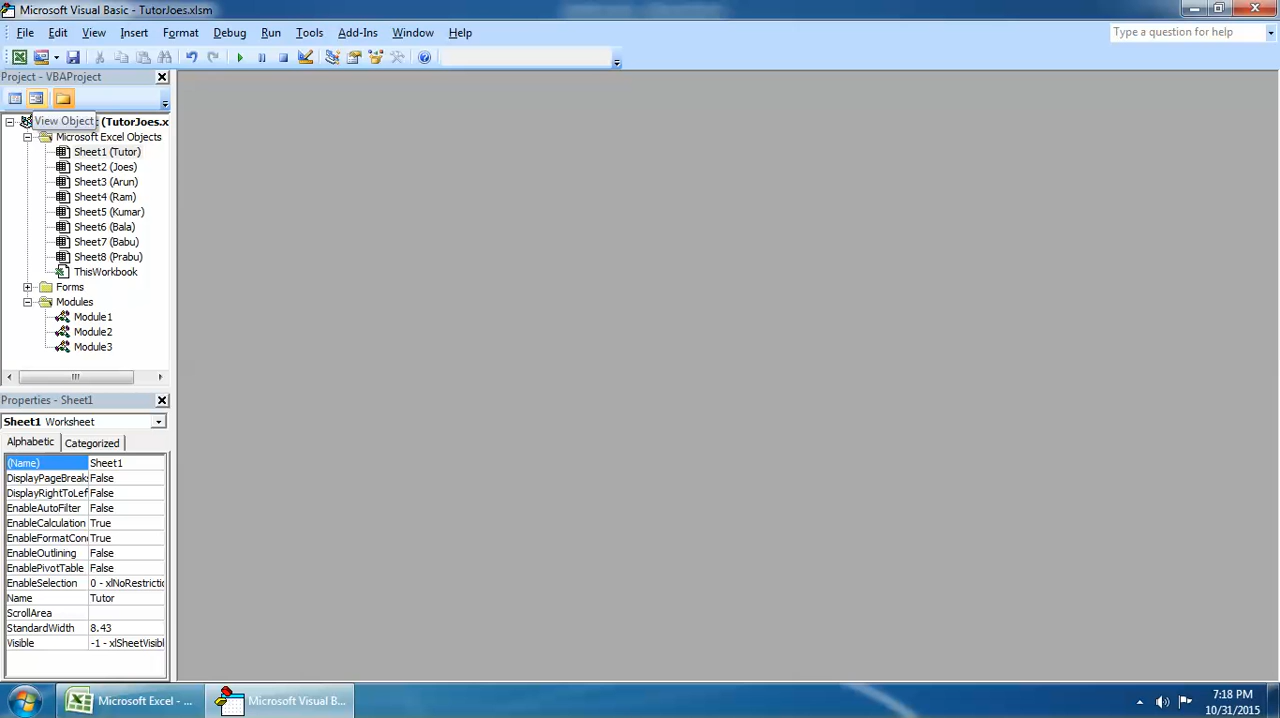 Microsoft Visual Basic - TutorJoes.xlsm
File Edit View Insert Format Debug Run Tools Add-Ins Window Help
Type a question for help
Project - VBAProject
View Object
(TutorJoes.x
Microsoft Excel Objects
Sheet1 (Tutor)
Sheet2 (Joes)
Sheet3 (Arun)
Sheet4 (Ram)
Sheet5 (Kumar)
Sheet6 (Bala)
Sheet7 (Babu)
Sheet8 (Prabu)
ThisWorkbook
Forms
Modules
Module1
Module2
Module3
Properties - Sheet1
Sheet1 Worksheet
Alphabetic Categorized
(Name) Sheet1
DisplayPageBreaks False
DisplayRightToLef False
EnableAutoFilter False
EnableCalculation True
EnableFormatCon True
EnableOutlining False
EnablePivotTable False
EnableSelection 0 - xlNoRestrictio
Name Tutor
ScrollArea
StandardWidth 8.43
Visible -1 - xlSheetVisibl
Microsoft Excel - ...
Microsoft Visual B...
7:18 PM
10/31/2015